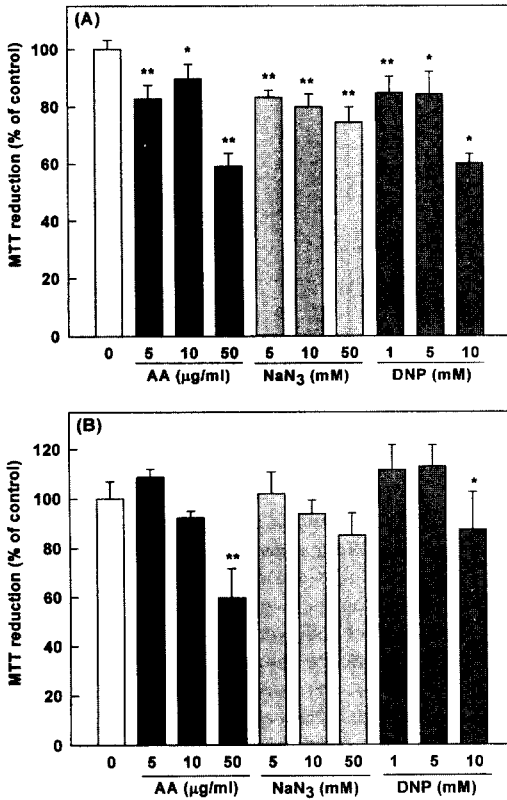 (A)
MTT reduction (% of control)
100
80
60
40
20
0
** * ** ** ** ** ** * *
0 5 10 50 5 10 50 1 5 10
AA (μg/ml) NaN3 (mM) DNP (mM)
(B)
MTT reduction (% of control)
120
100
80
60
40
20
0
** *
0 5 10 50 5 10 50 1 5 10
AA (μg/ml) NaN3 (mM) DNP (mM)